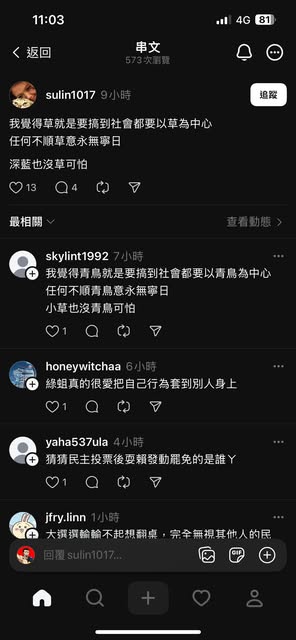 11:03
4G 81
返回
串文
573 次瀏覽
sulin1017 9小時
追蹤
我覺得草就是要搞到社會都要以草為中心
任何不順草意永無寧日
深藍也沒草可怕
13 4
最相關
查看動態
skylint1992 7小時
我覺得青鳥就是要搞到社會都要以青鳥為中心
任何不順青鳥意永無寧日
小草也沒青鳥可怕
1
honeywitchaa 6小時
綠蛆真的很愛把自己行為套到別人身上
1
yaha537ula 4小時
猜猜民主投票後耍賴發動罷免的是誰ㄚ
1
jfry.linn 1小時
大選選輸輸不起想翻桌，完全無視其他人的民
回覆 sulin1017...
GIF